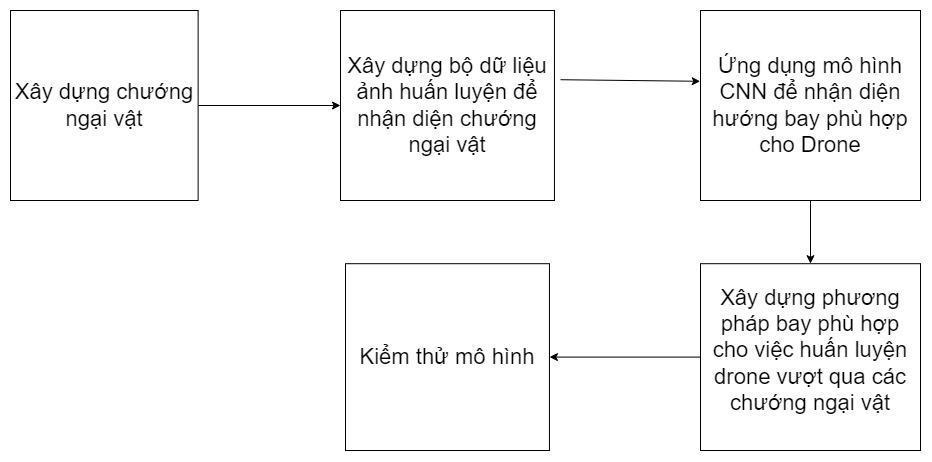 Xây dựng chướng
ngại vật
Xây dựng bộ dữ liệu
ảnh huấn luyện để
nhận diện chướng
ngại vật
Ứng dụng mô hình
CNN để nhận diện
hướng bay phù hợp
cho Drone
Xây dựng phương
pháp bay phù hợp
cho việc huấn luyện
drone vượt qua các
chướng ngại vật
Kiểm thử mô hình